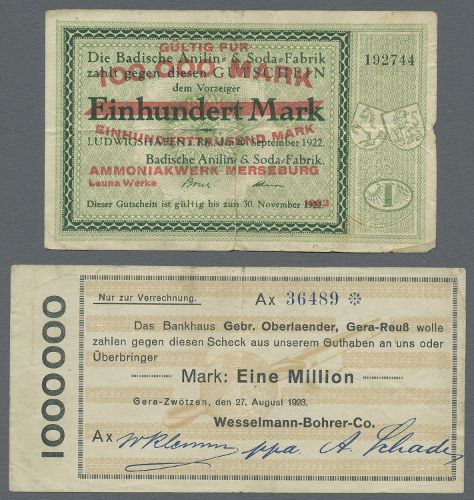 GÜLTIG FÜR
Die Badische Anilin- & Soda-Fabrik
zahlt gegen diesen GUTSCHEIN
192744
100,000 MARK
dem Vorzeiger
Einhundert Mark
EINHUNDERTTAUSEND MARK
LUDWIGSHAFEN September 1922.
Badische Anilin- & Soda-Fabrik.
AMMONIAKWERK MERSEBURG
Leuna Werke
Dieser Gutschein ist gültig bis zum 30. November 1923
I
1000000
Nur zur Verrechnung.
Ax 36489 ※
Das Bankhaus Gebr. Oberlaender, Gera-Reuß wolle
zahlen gegen diesen Scheck aus unserem Guthaben an uns oder
Überbringer
Mark: Eine Million
Gera-Zwötzen, den 27. August 1923.
Wesselmann-Bohrer-Co.
Ax
ppa A. Schade